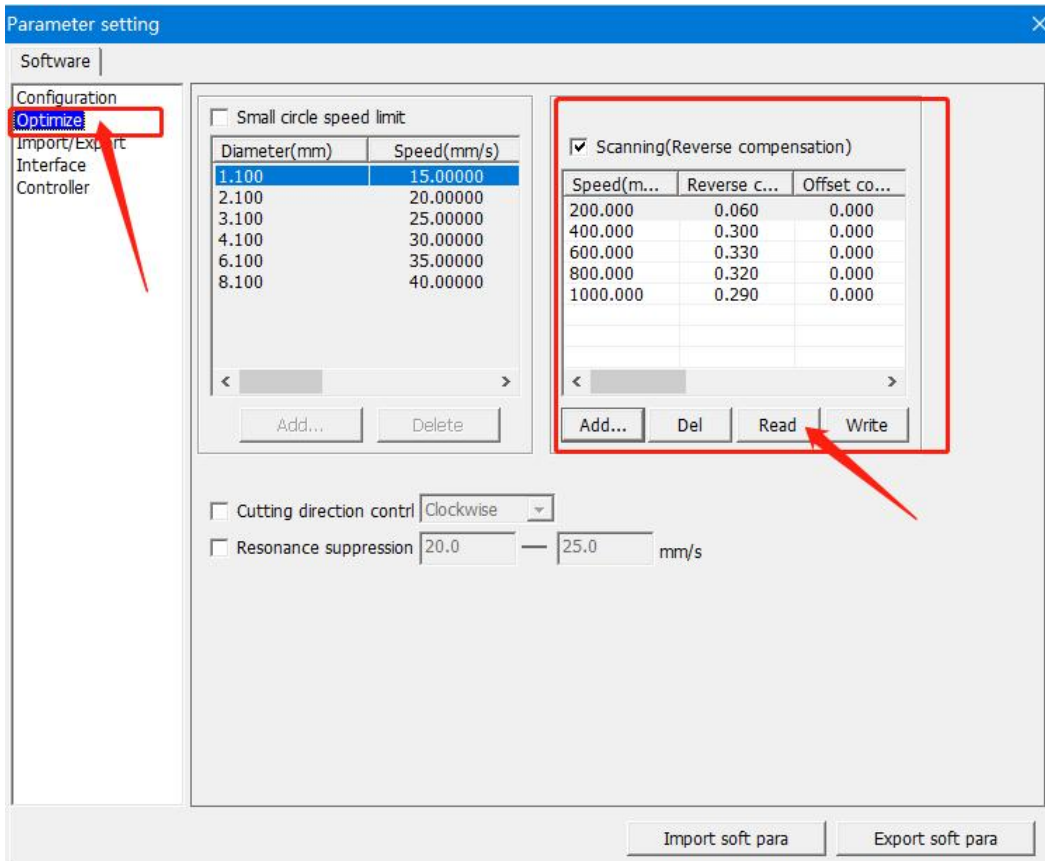 Parameter setting
Software
Configuration
Optimize
Import/Export
Interface
Controller
Small circle speed limit
Diameter(mm) Speed(mm/s)
1.100 15.00000
2.100 20.00000
3.100 25.00000
4.100 30.00000
6.100 35.00000
8.100 40.00000
Add... Delete
Scanning(Reverse compensation)
Speed(m... Reverse c... Offset co...
200.000 0.060 0.000
400.000 0.300 0.000
600.000 0.330 0.000
800.000 0.320 0.000
1000.000 0.290 0.000
Add... Del Read Write
Cutting direction contrl Clockwise
Resonance suppression 20.0 — 25.0 mm/s
Import soft para Export soft para